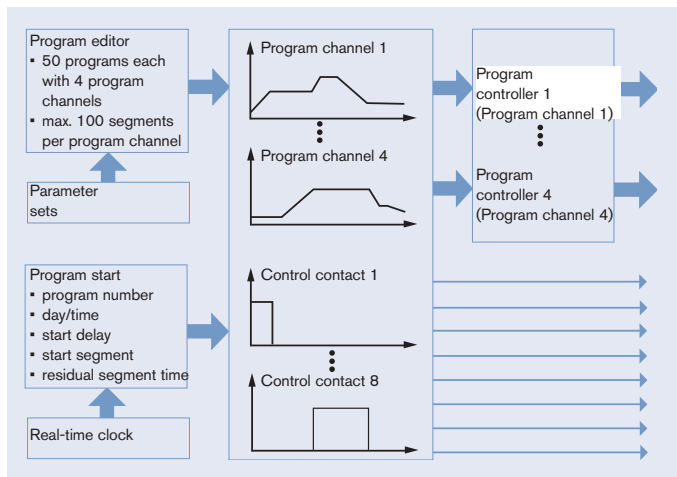 Program editor
▪ 50 programs each
with 4 program
channels
▪ max. 100 segments
per program channel
Parameter
sets
Program start
▪ program number
▪ day/time
▪ start delay
▪ start segment
▪ residual segment time
Real-time clock
Program channel 1
Program channel 4
Control contact 1
Control contact 8
Program
controller 1
(Program channel 1)
Program
controller 4
(Program channel 4)